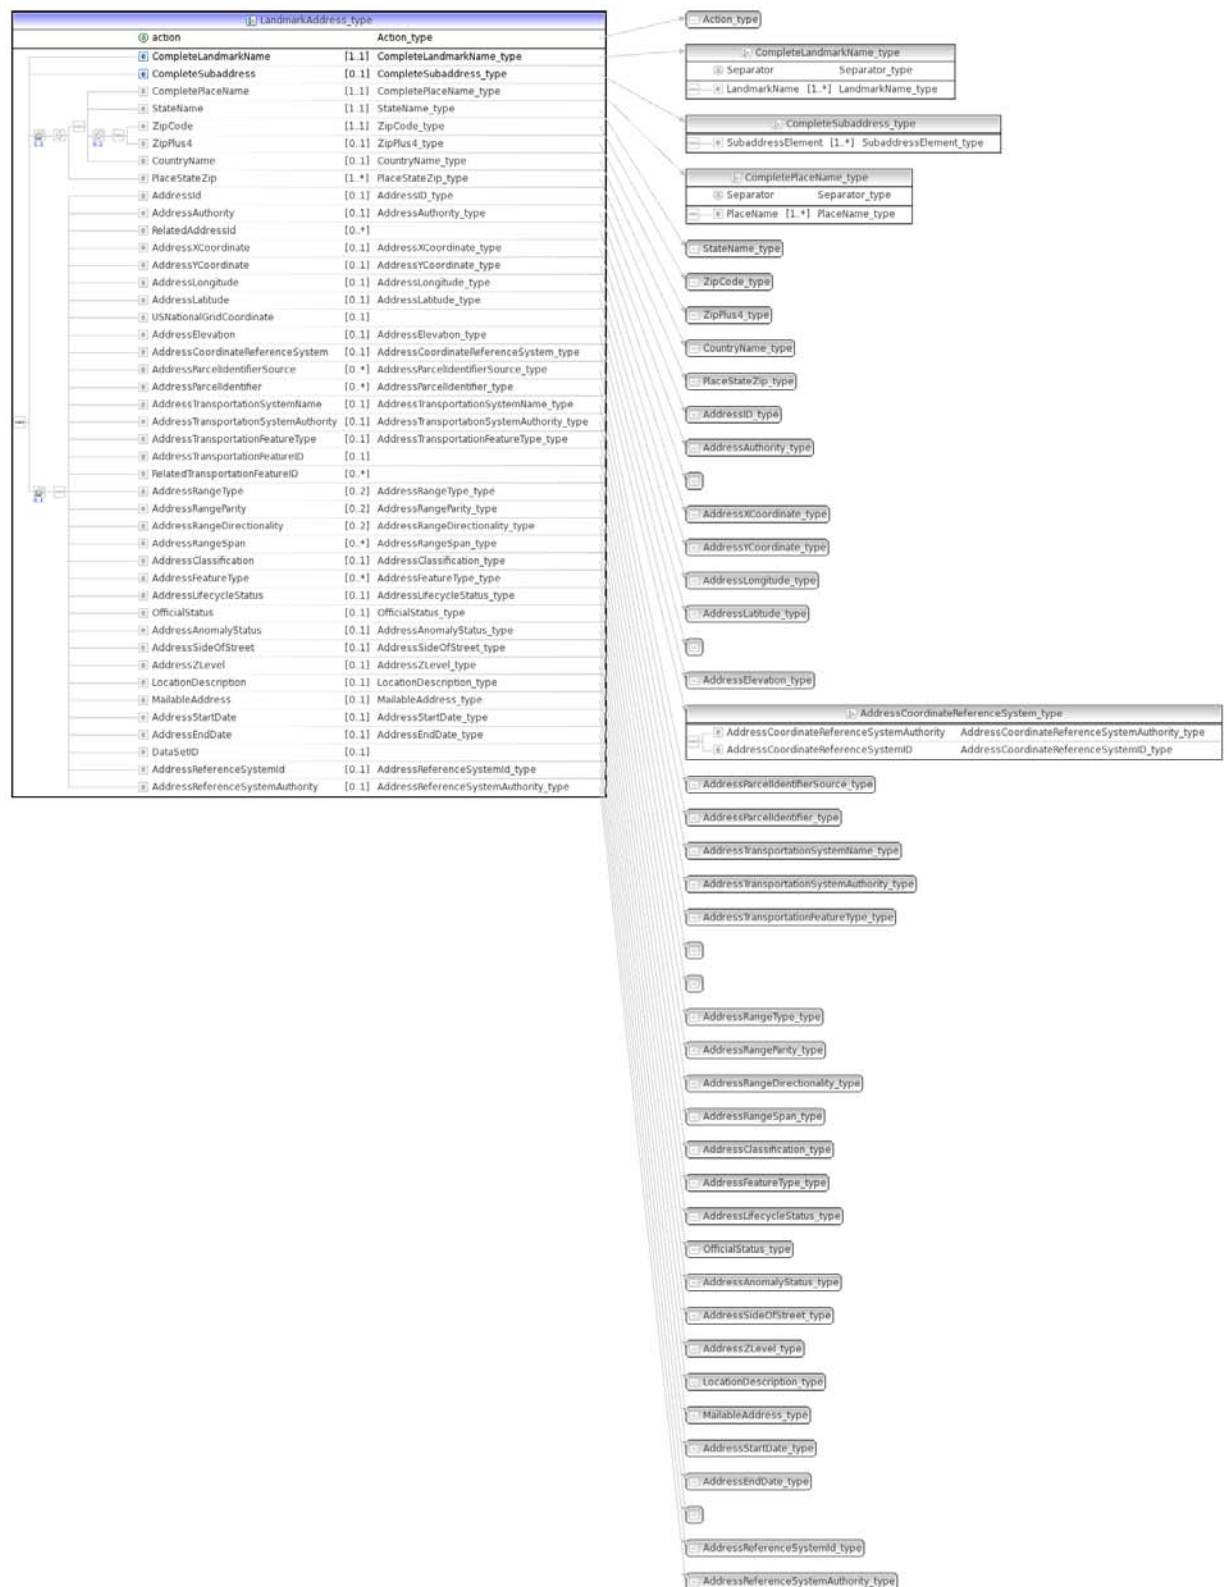 LandmarkAddress_type
action Action_type
CompleteLandmarkName [1..1] CompleteLandmarkName_type
CompleteSubaddress [0..1] CompleteSubaddress_type
CompletePlaceName [1..1] CompletePlaceName_type
StateName [1..1] StateName_type
ZipCode [1..1] ZipCode_type
ZipPlus4 [0..1] ZipPlus4_type
CountryName [0..1] CountryName_type
PlaceStateZip [1..*] PlaceStateZip_type
AddressId [0..1] AddressID_type
AddressAuthority [0..1] AddressAuthority_type
RelatedAddressId [0..*]
AddressXCoordinate [0..1] AddressXCoordinate_type
AddressYCoordinate [0..1] AddressYCoordinate_type
AddressLongitude [0..1] AddressLongitude_type
AddressLatitude [0..1] AddressLatitude_type
USNationalGridCoordinate [0..1]
AddressElevation [0..1] AddressElevation_type
AddressCoordinateReferenceSystem [0..1] AddressCoordinateReferenceSystem_type
AddressParcelIdentifierSource [0..*] AddressParcelIdentifierSource_type
AddressParcelIdentifier [0..*] AddressParcelIdentifier_type
AddressTransportationSystemName [0..1] AddressTransportationSystemName_type
AddressTransportationSystemAuthority [0..1] AddressTransportationSystemAuthority_type
AddressTransportationFeatureType [0..1] AddressTransportationFeatureType_type
AddressTransportationFeatureID [0..1]
RelatedTransportationFeatureID [0..*]
AddressRangeType [0..2] AddressRangeType_type
AddressRangeParity [0..2] AddressRangeParity_type
AddressRangeDirectionality [0..2] AddressRangeDirectionality_type
AddressRangeSpan [0..*] AddressRangeSpan_type
AddressClassification [0..1] AddressClassification_type
AddressFeatureType [0..*] AddressFeatureType_type
AddressLifecycleStatus [0..1] AddressLifecycleStatus_type
OfficialStatus [0..1] OfficialStatus_type
AddressAnomalyStatus [0..1] AddressAnomalyStatus_type
AddressSideOfStreet [0..1] AddressSideOfStreet_type
AddressZLevel [0..1] AddressZLevel_type
LocationDescription [0..1] LocationDescription_type
MailableAddress [0..1] MailableAddress_type
AddressStartDate [0..1] AddressStartDate_type
AddressEndDate [0..1] AddressEndDate_type
DataSetID [0..1]
AddressReferenceSystemId [0..1] AddressReferenceSystemId_type
AddressReferenceSystemAuthority [0..1] AddressReferenceSystemAuthority_type
Action_type
CompleteLandmarkName_type
Separator Separator_type
LandmarkName [1..*] LandmarkName_type
CompleteSubaddress_type
SubaddressElement [1..*] SubaddressElement_type
CompletePlaceName_type
Separator Separator_type
PlaceName [1..*] PlaceName_type
StateName_type
ZipCode_type
ZipPlus4_type
CountryName_type
PlaceStateZip_type
AddressID_type
AddressAuthority_type
AddressXCoordinate_type
AddressYCoordinate_type
AddressLongitude_type
AddressLatitude_type
AddressElevation_type
AddressCoordinateReferenceSystem_type
AddressCoordinateReferenceSystemAuthority AddressCoordinateReferenceSystemAuthority_type
AddressCoordinateReferenceSystemID AddressCoordinateReferenceSystemID_type
AddressParcelIdentifierSource_type
AddressParcelIdentifier_type
AddressTransportationSystemName_type
AddressTransportationSystemAuthority_type
AddressTransportationFeatureType_type
AddressRangeType_type
AddressRangeParity_type
AddressRangeDirectionality_type
AddressRangeSpan_type
AddressClassification_type
AddressFeatureType_type
AddressLifecycleStatus_type
OfficialStatus_type
AddressAnomalyStatus_type
AddressSideOfStreet_type
AddressZLevel_type
LocationDescription_type
MailableAddress_type
AddressStartDate_type
AddressEndDate_type
AddressReferenceSystemId_type
AddressReferenceSystemAuthority_type